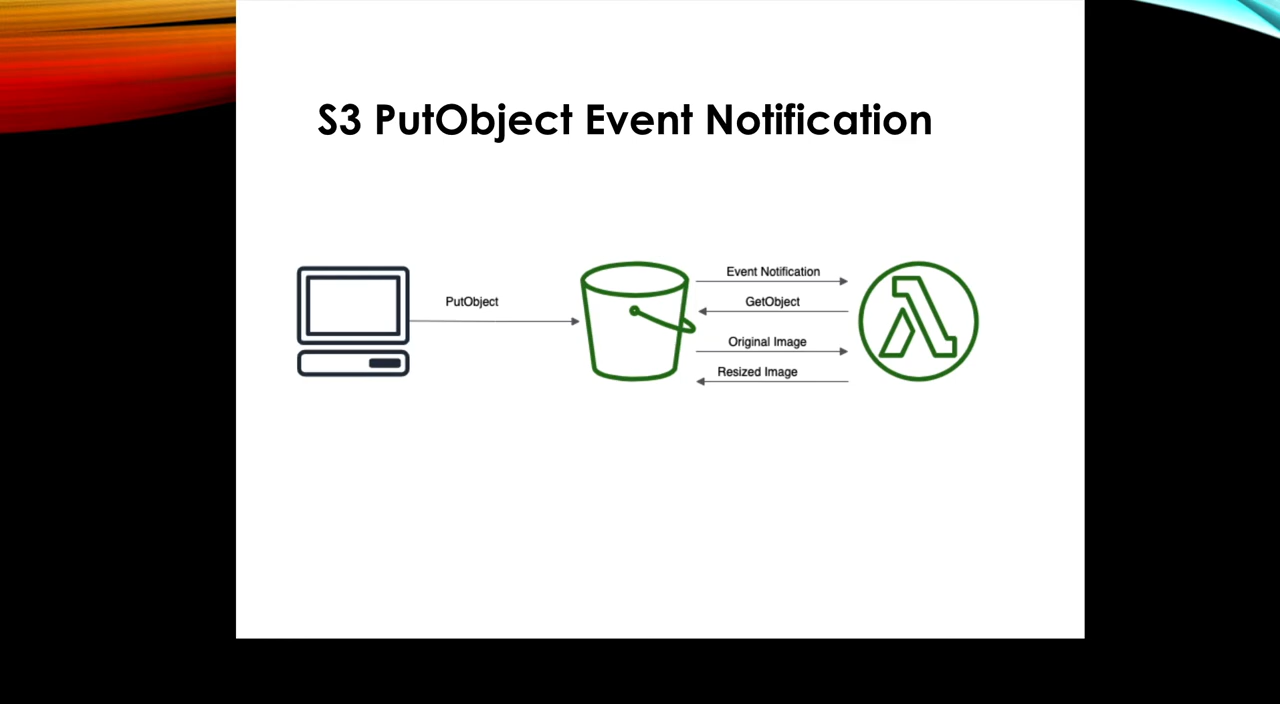 S3 PutObject Event Notification
PutObject
Event Notification
GetObject
Original Image
Resized Image